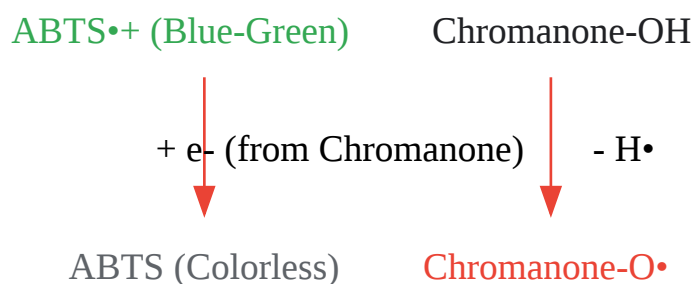 ABTS•+ (Blue-Green) Chromanone-OH
+ e- (from Chromanone) - H•
ABTS (Colorless) Chromanone-O•